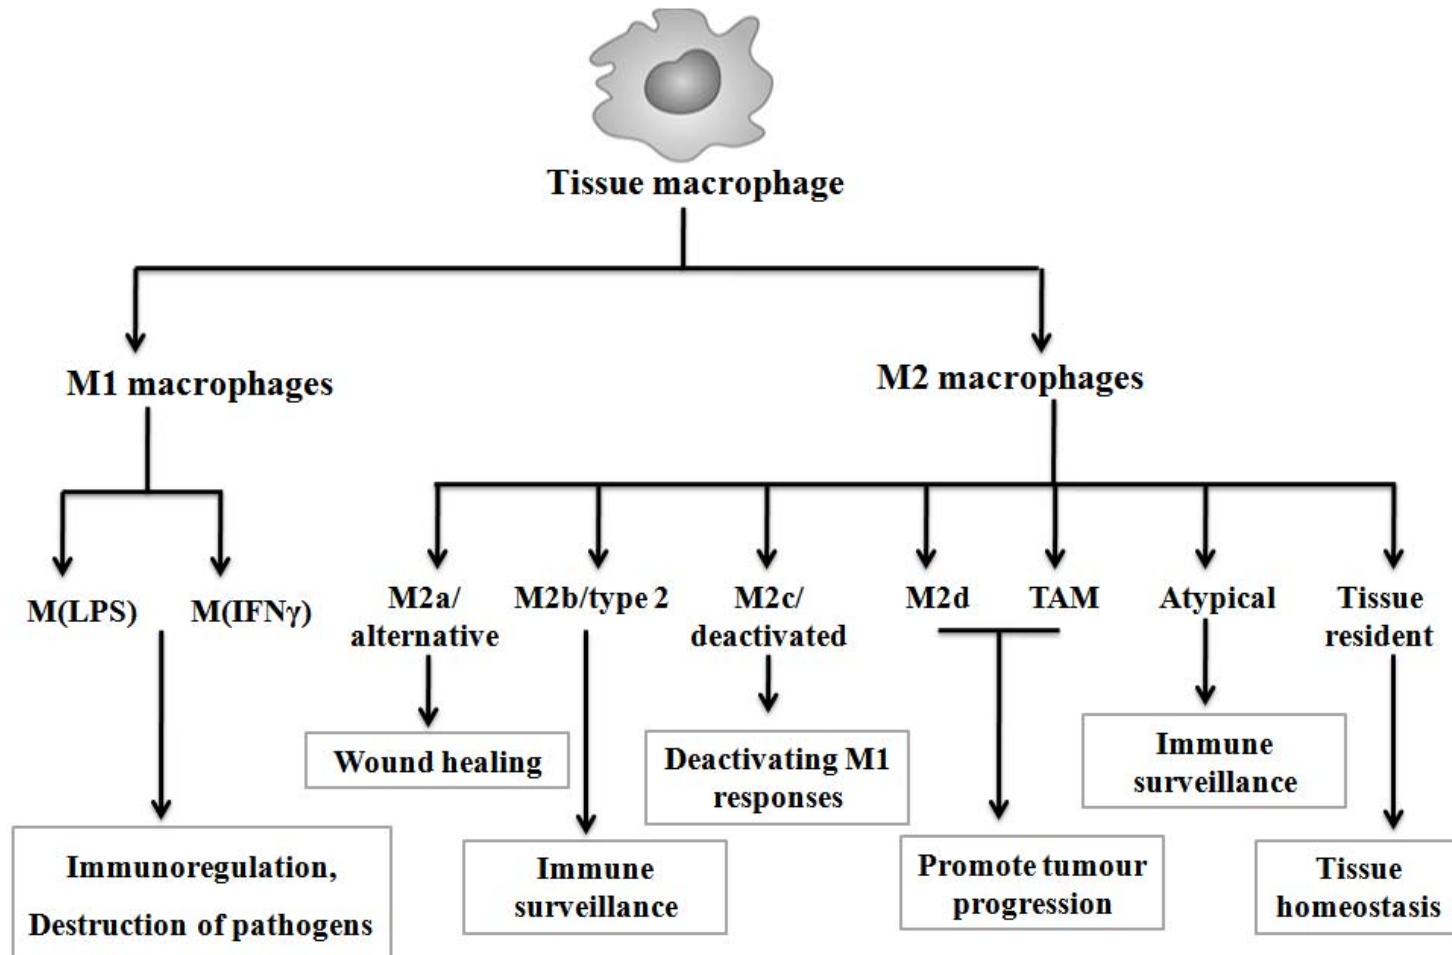 Tissue macrophage
M1 macrophages
M2 macrophages
M(LPS)
M(IFNγ)
M2a/
alternative
M2b/type 2
M2c/
deactivated
M2d
TAM
Atypical
Tissue
resident
Wound healing
Deactivating M1
responses
Immune
surveillance
Immunoregulation,
Destruction of pathogens
Immune
surveillance
Promote tumour
progression
Tissue
homeostasis